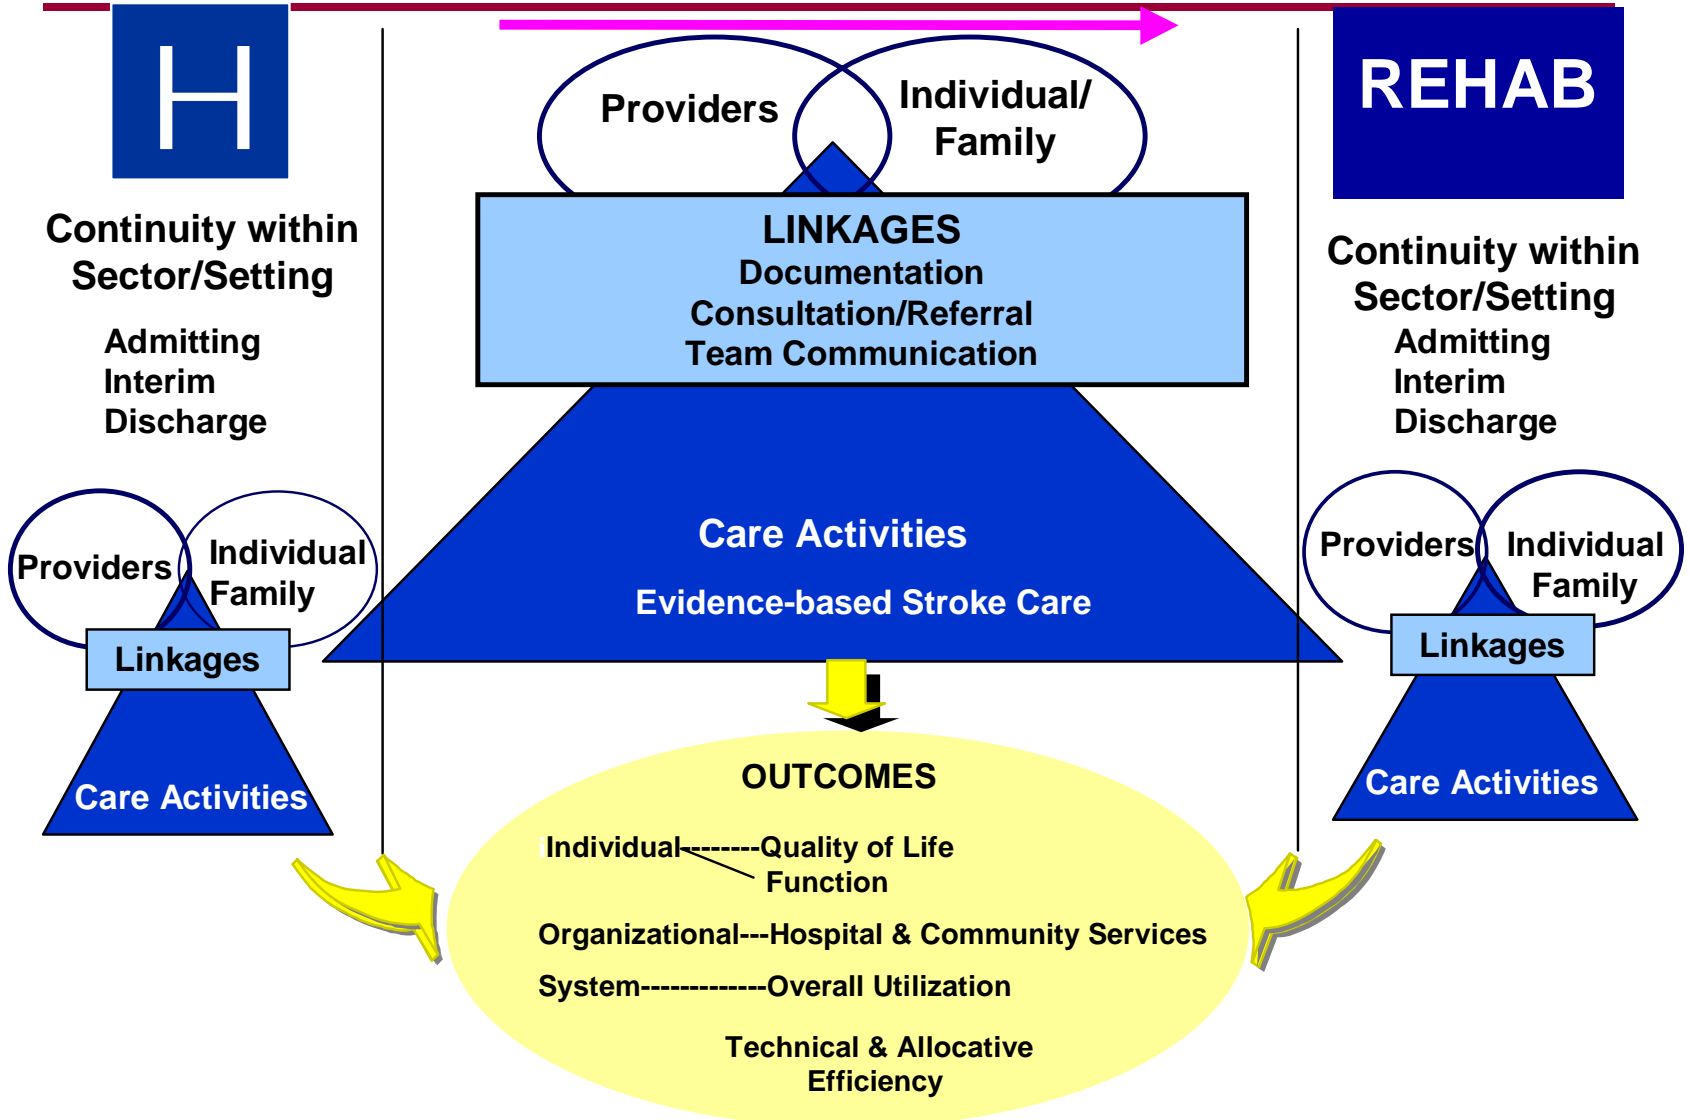 H
Continuity within
Sector/Setting
Admitting
Interim
Discharge
Providers
Individual
Family
Linkages
Care Activities
Providers
Individual/
Family
LINKAGES
Documentation
Consultation/Referral
Team Communication
Care Activities
Evidence-based Stroke Care
OUTCOMES
iIndividual--------Quality of Life
Function
Organizational---Hospital & Community Services
System-------------Overall Utilization
Technical & Allocative
Efficiency
REHAB
Continuity within
Sector/Setting
Admitting
Interim
Discharge
Providers
Individual
Family
Linkages
Care Activities